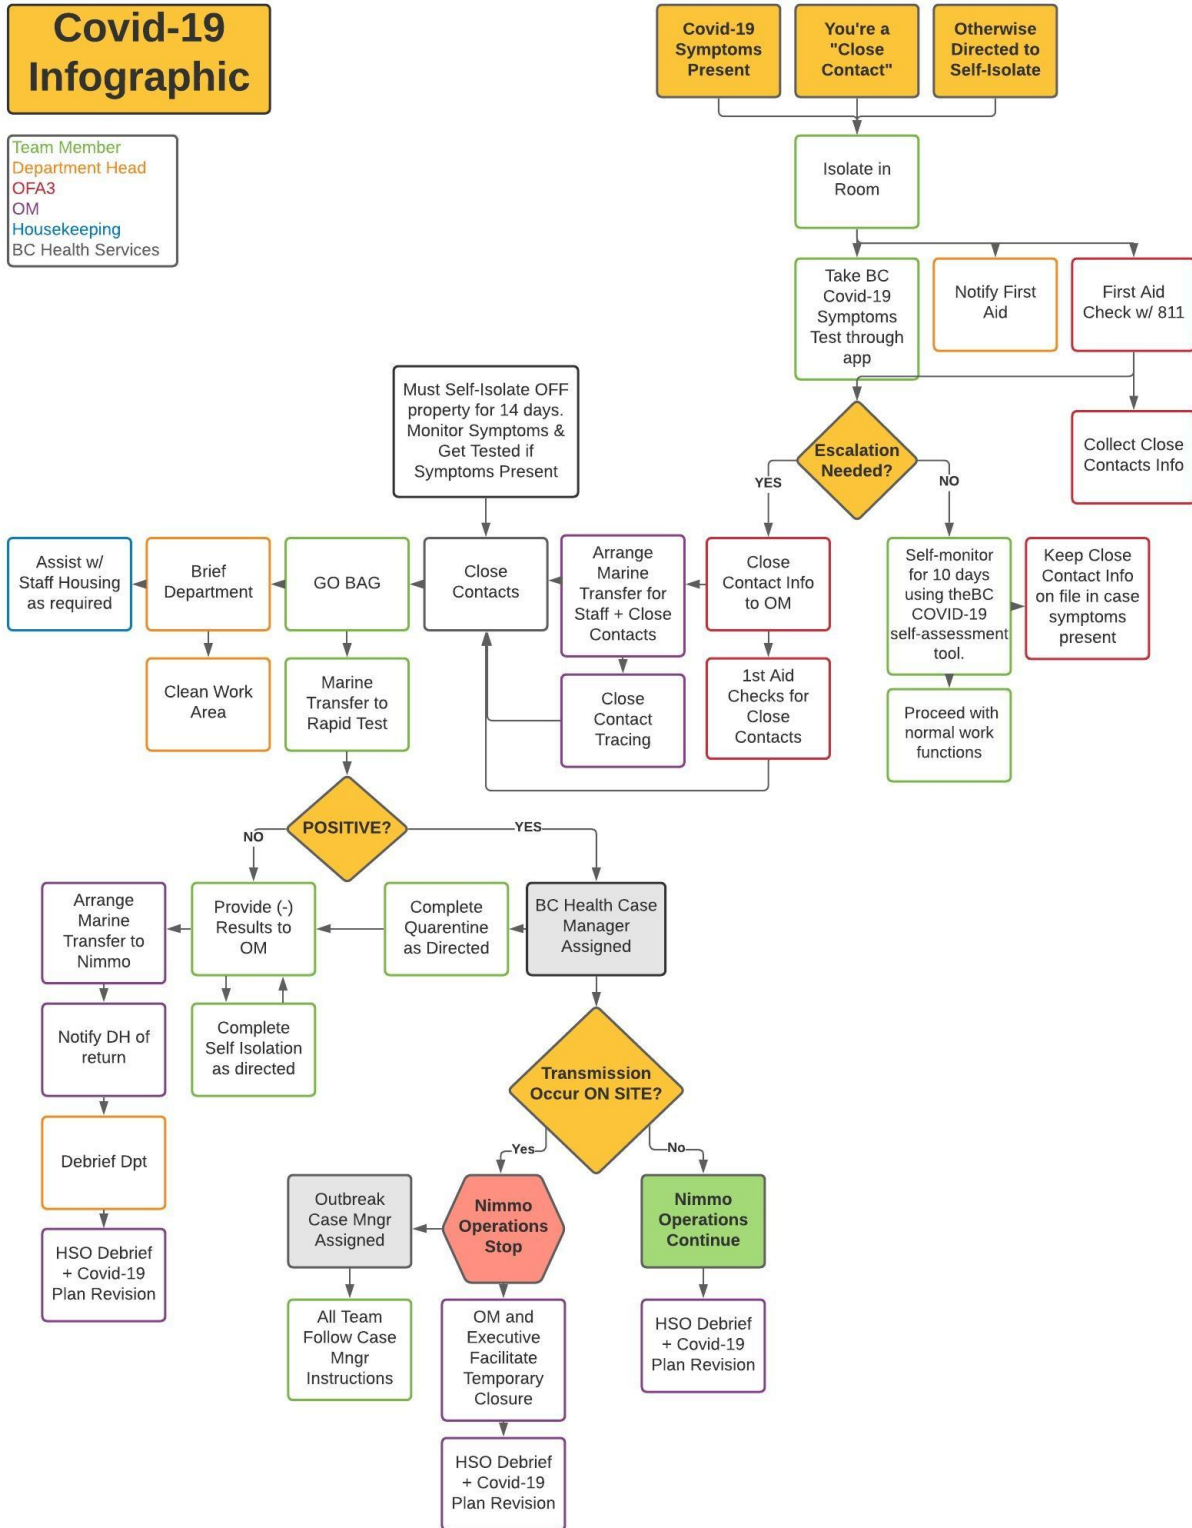 Covid-19
Infographic
Team Member
Department Head
OFA3
OM
Housekeeping
BC Health Services
Covid-19
Symptoms
Present
You're a
"Close
Contact"
Otherwise
Directed to
Self-Isolate
Isolate in
Room
Take BC
Covid-19
Symptoms
Test through
app
Notify First
Aid
First Aid
Check w/ 811
Collect Close
Contacts Info
Escalation
Needed?
YES
NO
Must Self-Isolate OFF
property for 14 days.
Monitor Symptoms &
Get Tested if
Symptoms Present
Assist w/
Staff Housing
as required
Brief
Department
GO BAG
Close
Contacts
Arrange
Marine
Transfer for
Staff + Close
Contacts
Close
Contact Info
to OM
Self-monitor
for 10 days
using theBC
COVID-19
self-assessment
tool.
Keep Close
Contact Info
on file in case
symptoms
present
Clean Work
Area
Marine
Transfer to
Rapid Test
Close
Contact
Tracing
1st Aid
Checks for
Close
Contacts
Proceed with
normal work
functions
POSITIVE?
NO
YES
Arrange
Marine
Transfer to
Nimmo
Provide (-)
Results to
OM
Complete
Quarentine
as Directed
BC Health Case
Manager
Assigned
Notify DH of
return
Complete
Self Isolation
as directed
Transmission
Occur ON SITE?
Yes
No
Debrief Dpt
HSO Debrief
+ Covid-19
Plan Revision
Outbreak
Case Mngr
Assigned
Nimmo
Operations
Stop
Nimmo
Operations
Continue
All Team
Follow Case
Mngr
Instructions
OM and
Executive
Facilitate
Temporary
Closure
HSO Debrief
+ Covid-19
Plan Revision
HSO Debrief
+ Covid-19
Plan Revision